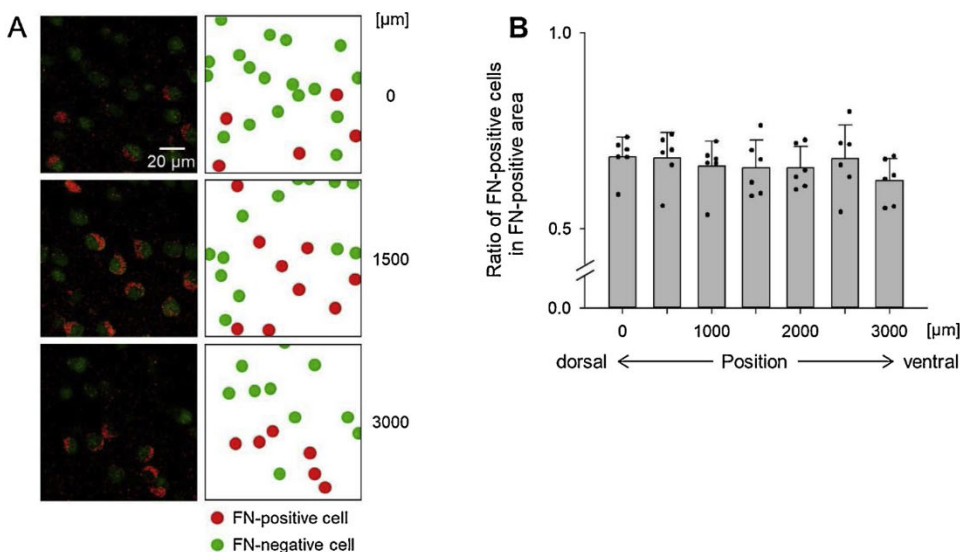 A
[µm]
0
20 µm
1500
3000
FN-positive cell
FN-negative cell
B
Ratio of FN-positive cells
in FN-positive area
1.0
0.5
0.0
0 1000 2000 3000 [µm]
dorsal Position ventral